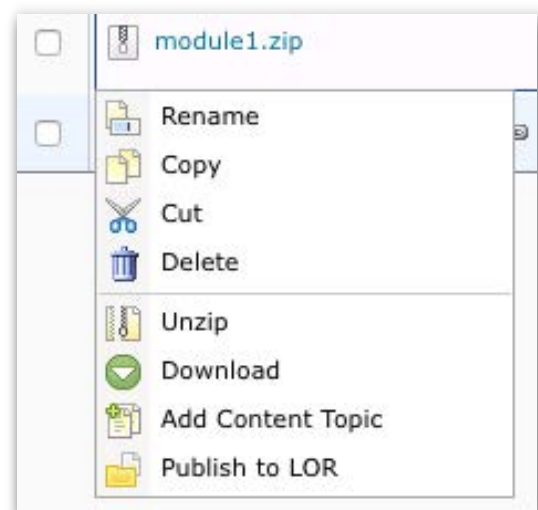 module1.zip
Rename
Copy
Cut
Delete
Unzip
Download
Add Content Topic
Publish to LOR